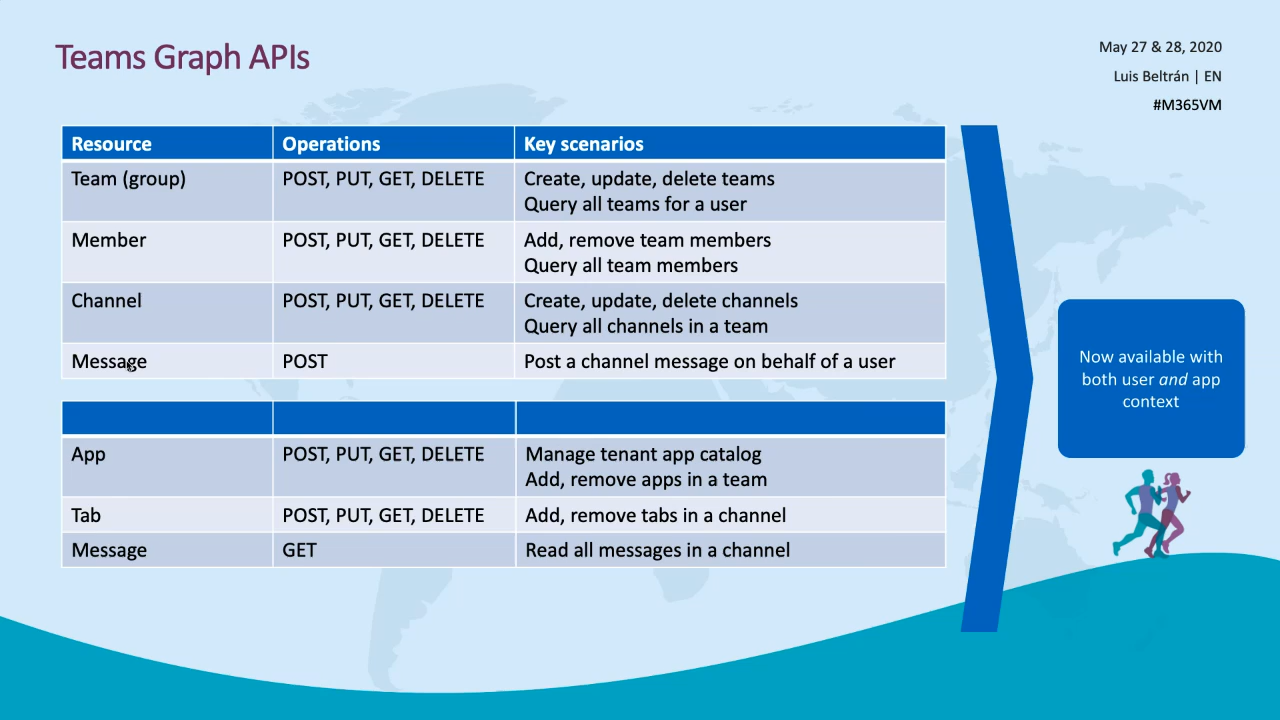 Teams Graph APIs
May 27 & 28, 2020
Luis Beltrán | EN
#M365VM
Resource Operations Key scenarios
Team (group) POST, PUT, GET, DELETE Create, update, delete teams
Query all teams for a user
Member POST, PUT, GET, DELETE Add, remove team members
Query all team members
Channel POST, PUT, GET, DELETE Create, update, delete channels
Query all channels in a team
Message POST Post a channel message on behalf of a user
App POST, PUT, GET, DELETE Manage tenant app catalog
Add, remove apps in a team
Tab POST, PUT, GET, DELETE Add, remove tabs in a channel
Message GET Read all messages in a channel
Now available with
both user and app
context